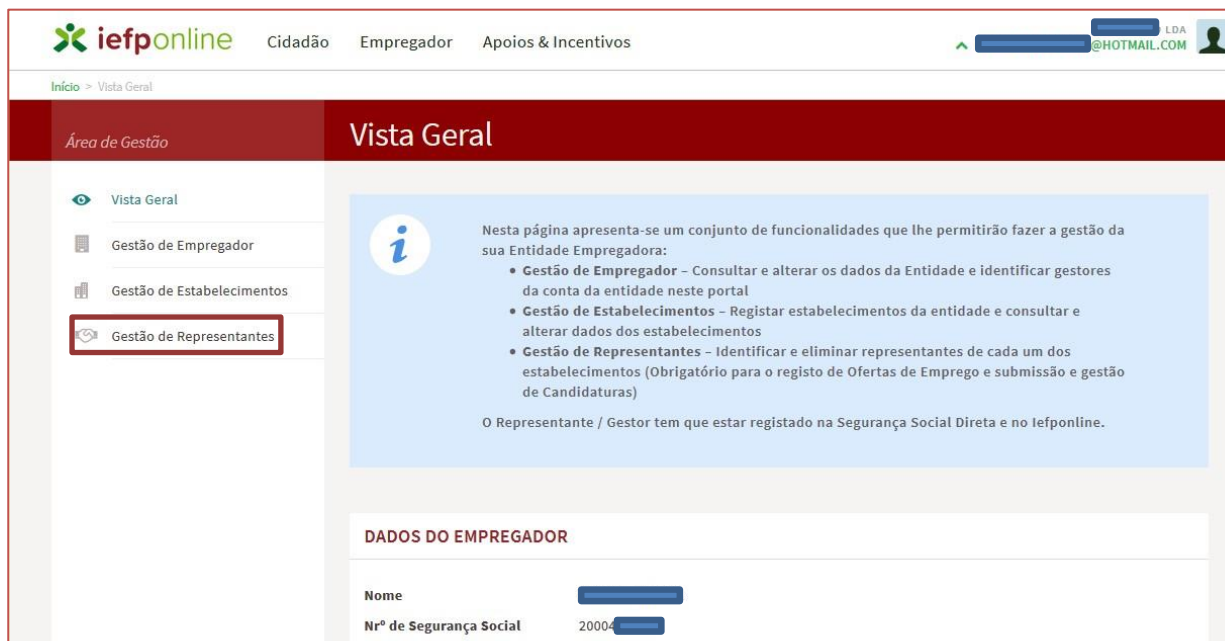 iefponline Cidadão Empregador Apoios & Incentivos
LDA
@HOTMAIL.COM
Início > Vista Geral
Área de Gestão
Vista Geral
Vista Geral
Gestão de Empregador
Gestão de Estabelecimentos
Gestão de Representantes
i
Nesta página apresenta-se um conjunto de funcionalidades que lhe permitirão fazer a gestão da
sua Entidade Empregadora:
• Gestão de Empregador – Consultar e alterar os dados da Entidade e identificar gestores
da conta da entidade neste portal
• Gestão de Estabelecimentos – Registar estabelecimentos da entidade e consultar e
alterar dados dos estabelecimentos
• Gestão de Representantes – Identificar e eliminar representantes de cada um dos
estabelecimentos (Obrigatório para o registo de Ofertas de Emprego e submissão e gestão
de Candidaturas)
O Representante / Gestor tem que estar registado na Segurança Social Direta e no Iefponline.
DADOS DO EMPREGADOR
Nome
Nrº de Segurança Social 20004